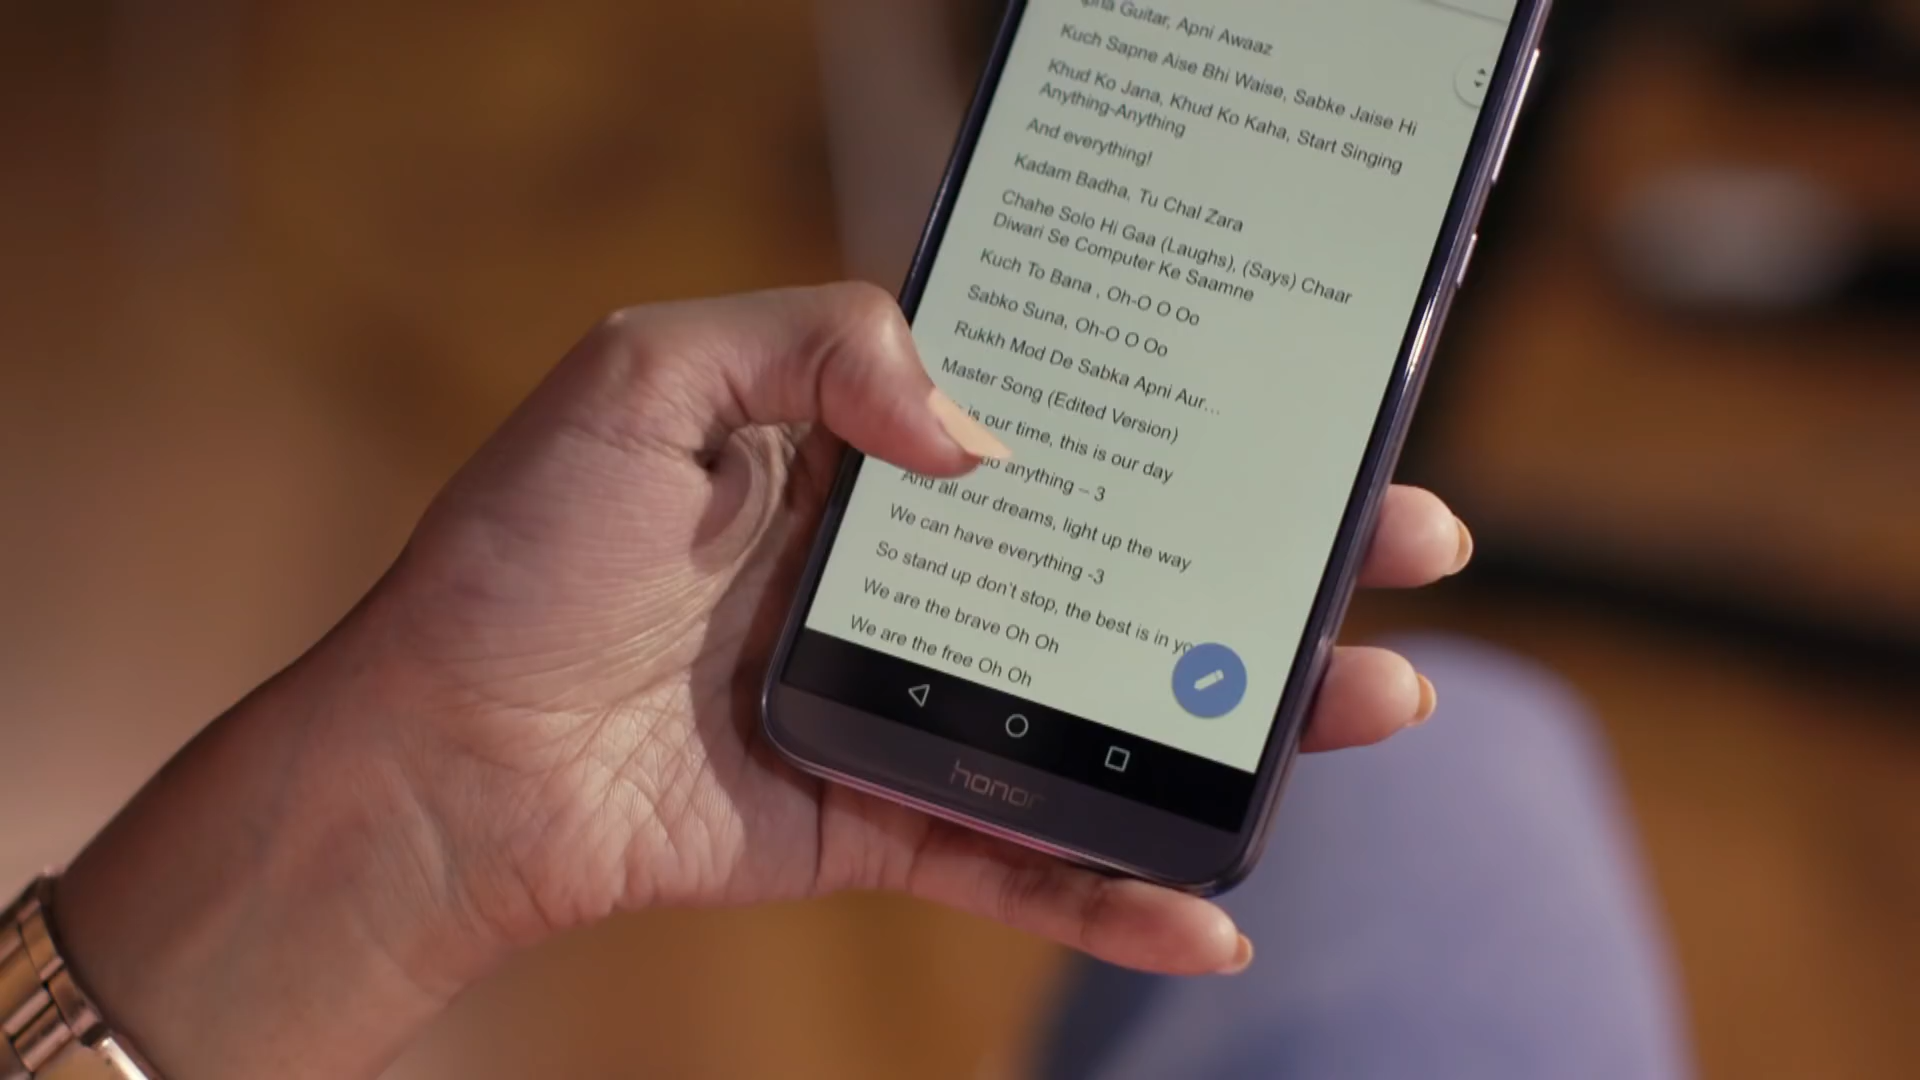 Guitar, Apni Awaaz
Kuch Sapne Aise Bhi Waise, Sabke Jaise Hi
Khud Ko Jana, Khud Ko Kaha, Start Singing
Anything-Anything
And everything!
Kadam Badha, Tu Chal Zara
Chahe Solo Hi Gaa (Laughs), (Says) Chaar
Diwari Se Computer Ke Saamne
Kuch To Bana , Oh-O O Oo
Sabko Suna, Oh-O O Oo
Rukkh Mod De Sabka Apni Aur...
Master Song (Edited Version)
is our time, this is our day
anything – 3
And all our dreams, light up the way
We can have everything -3
So stand up don't stop, the best is in
We are the brave Oh Oh
We are the free Oh Oh
honor